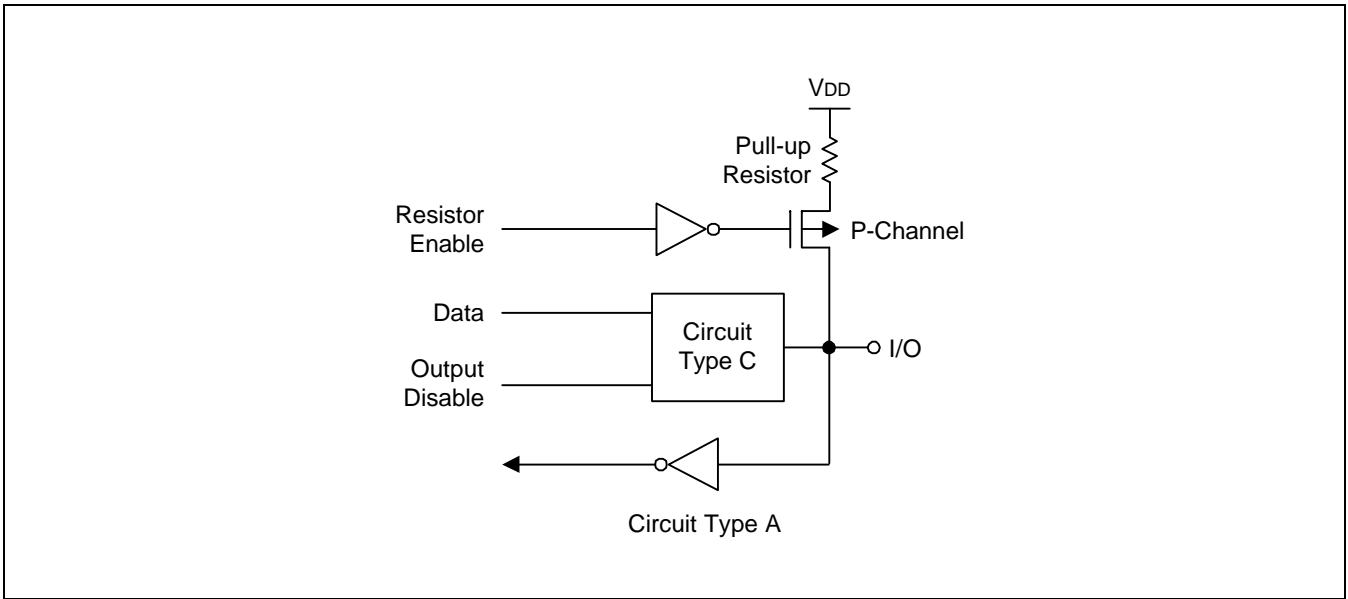 VDD
Pull-up
Resistor
Resistor
Enable
P-Channel
Data
Circuit
Type C
I/O
Output
Disable
Circuit Type A